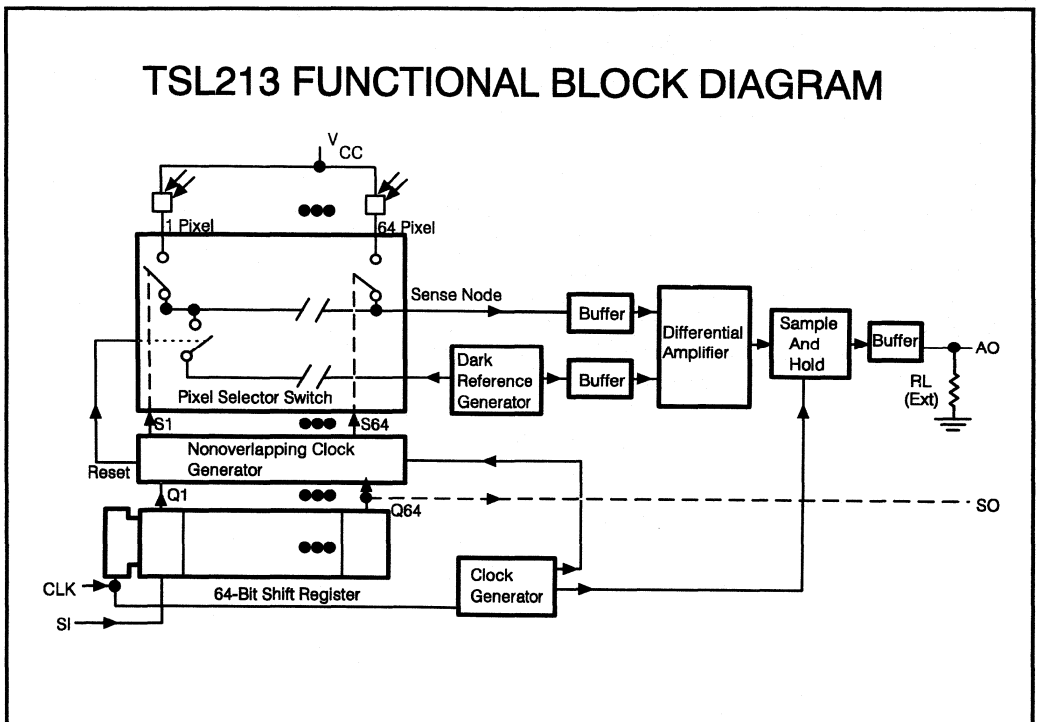 TSL213 FUNCTIONAL BLOCK DIAGRAM
VCC
1 Pixel
64 Pixel
Sense Node
Buffer
Differential
Amplifier
Sample
And
Hold
Buffer
AO
RL
(Ext)
Dark
Reference
Generator
Buffer
Pixel Selector Switch
S1
S64
Reset
Nonoverlapping Clock
Generator
Q1
Q64
SO
CLK
64-Bit Shift Register
Clock
Generator
SI